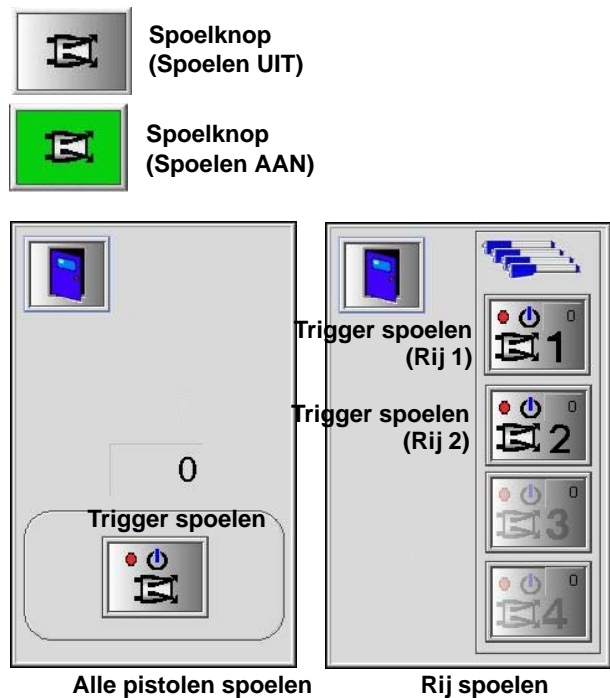 Spoelknop
(Spoelen UIT)
Spoelknop
(Spoelen AAN)
0
Trigger spoelen
Alle pistolen spoelen
Trigger spoelen
(Rij 1)
0
1
Trigger spoelen
(Rij 2)
0
2
0
3
0
4
Rij spoelen